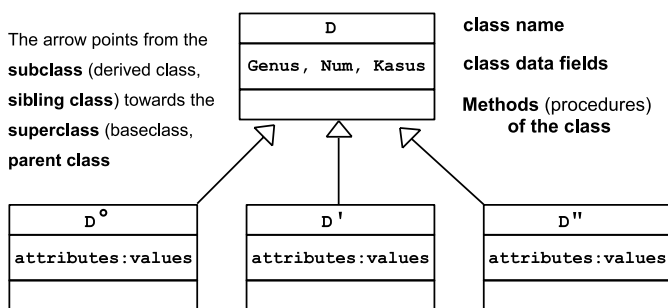 The arrow points from the
subclass (derived class,
sibling class) towards the
superclass (baseclass,
parent class
D
Genus, Num, Kasus
class name
class data fields
Methods (procedures)
of the class
D°
attributes:values
D'
attributes:values
D"
attributes:values